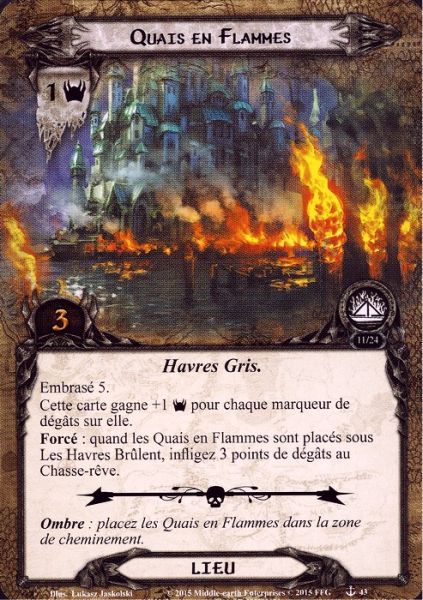 Quais en Flammes
1
3
11/24
Havres Gris.
Embrasé 5.
Cette carte gagne +1 pour chaque marqueur de
dégâts sur elle.
Forcé : quand les Quais en Flammes sont placés sous
Les Havres Brûlent, infligez 3 points de dégâts au
Chasse-rêve.
Ombre : placez les Quais en Flammes dans la zone
de cheminement.
LIEU
Illus. Lukasz Jaskolski © 2015 Middle-earth Enterprises © 2015 FFG 43